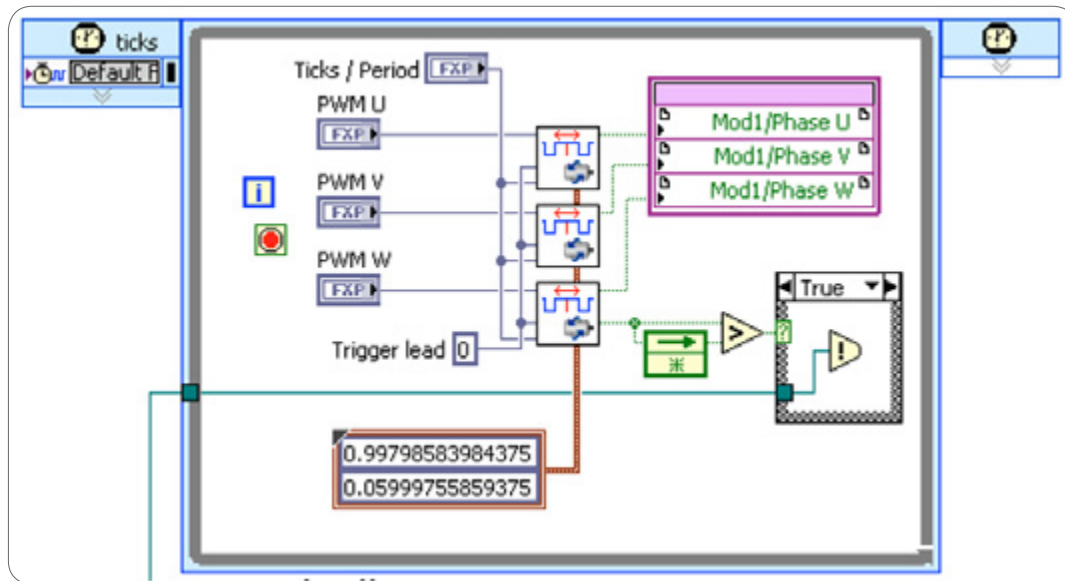 ticks
Default F
Ticks / Period FXP
PWM U
FXP
PWM V
FXP
PWM W
FXP
Trigger lead 0
0.99798583984375
0.05999755859375
Mod1/Phase U
Mod1/Phase V
Mod1/Phase W
True
i
>
?
!